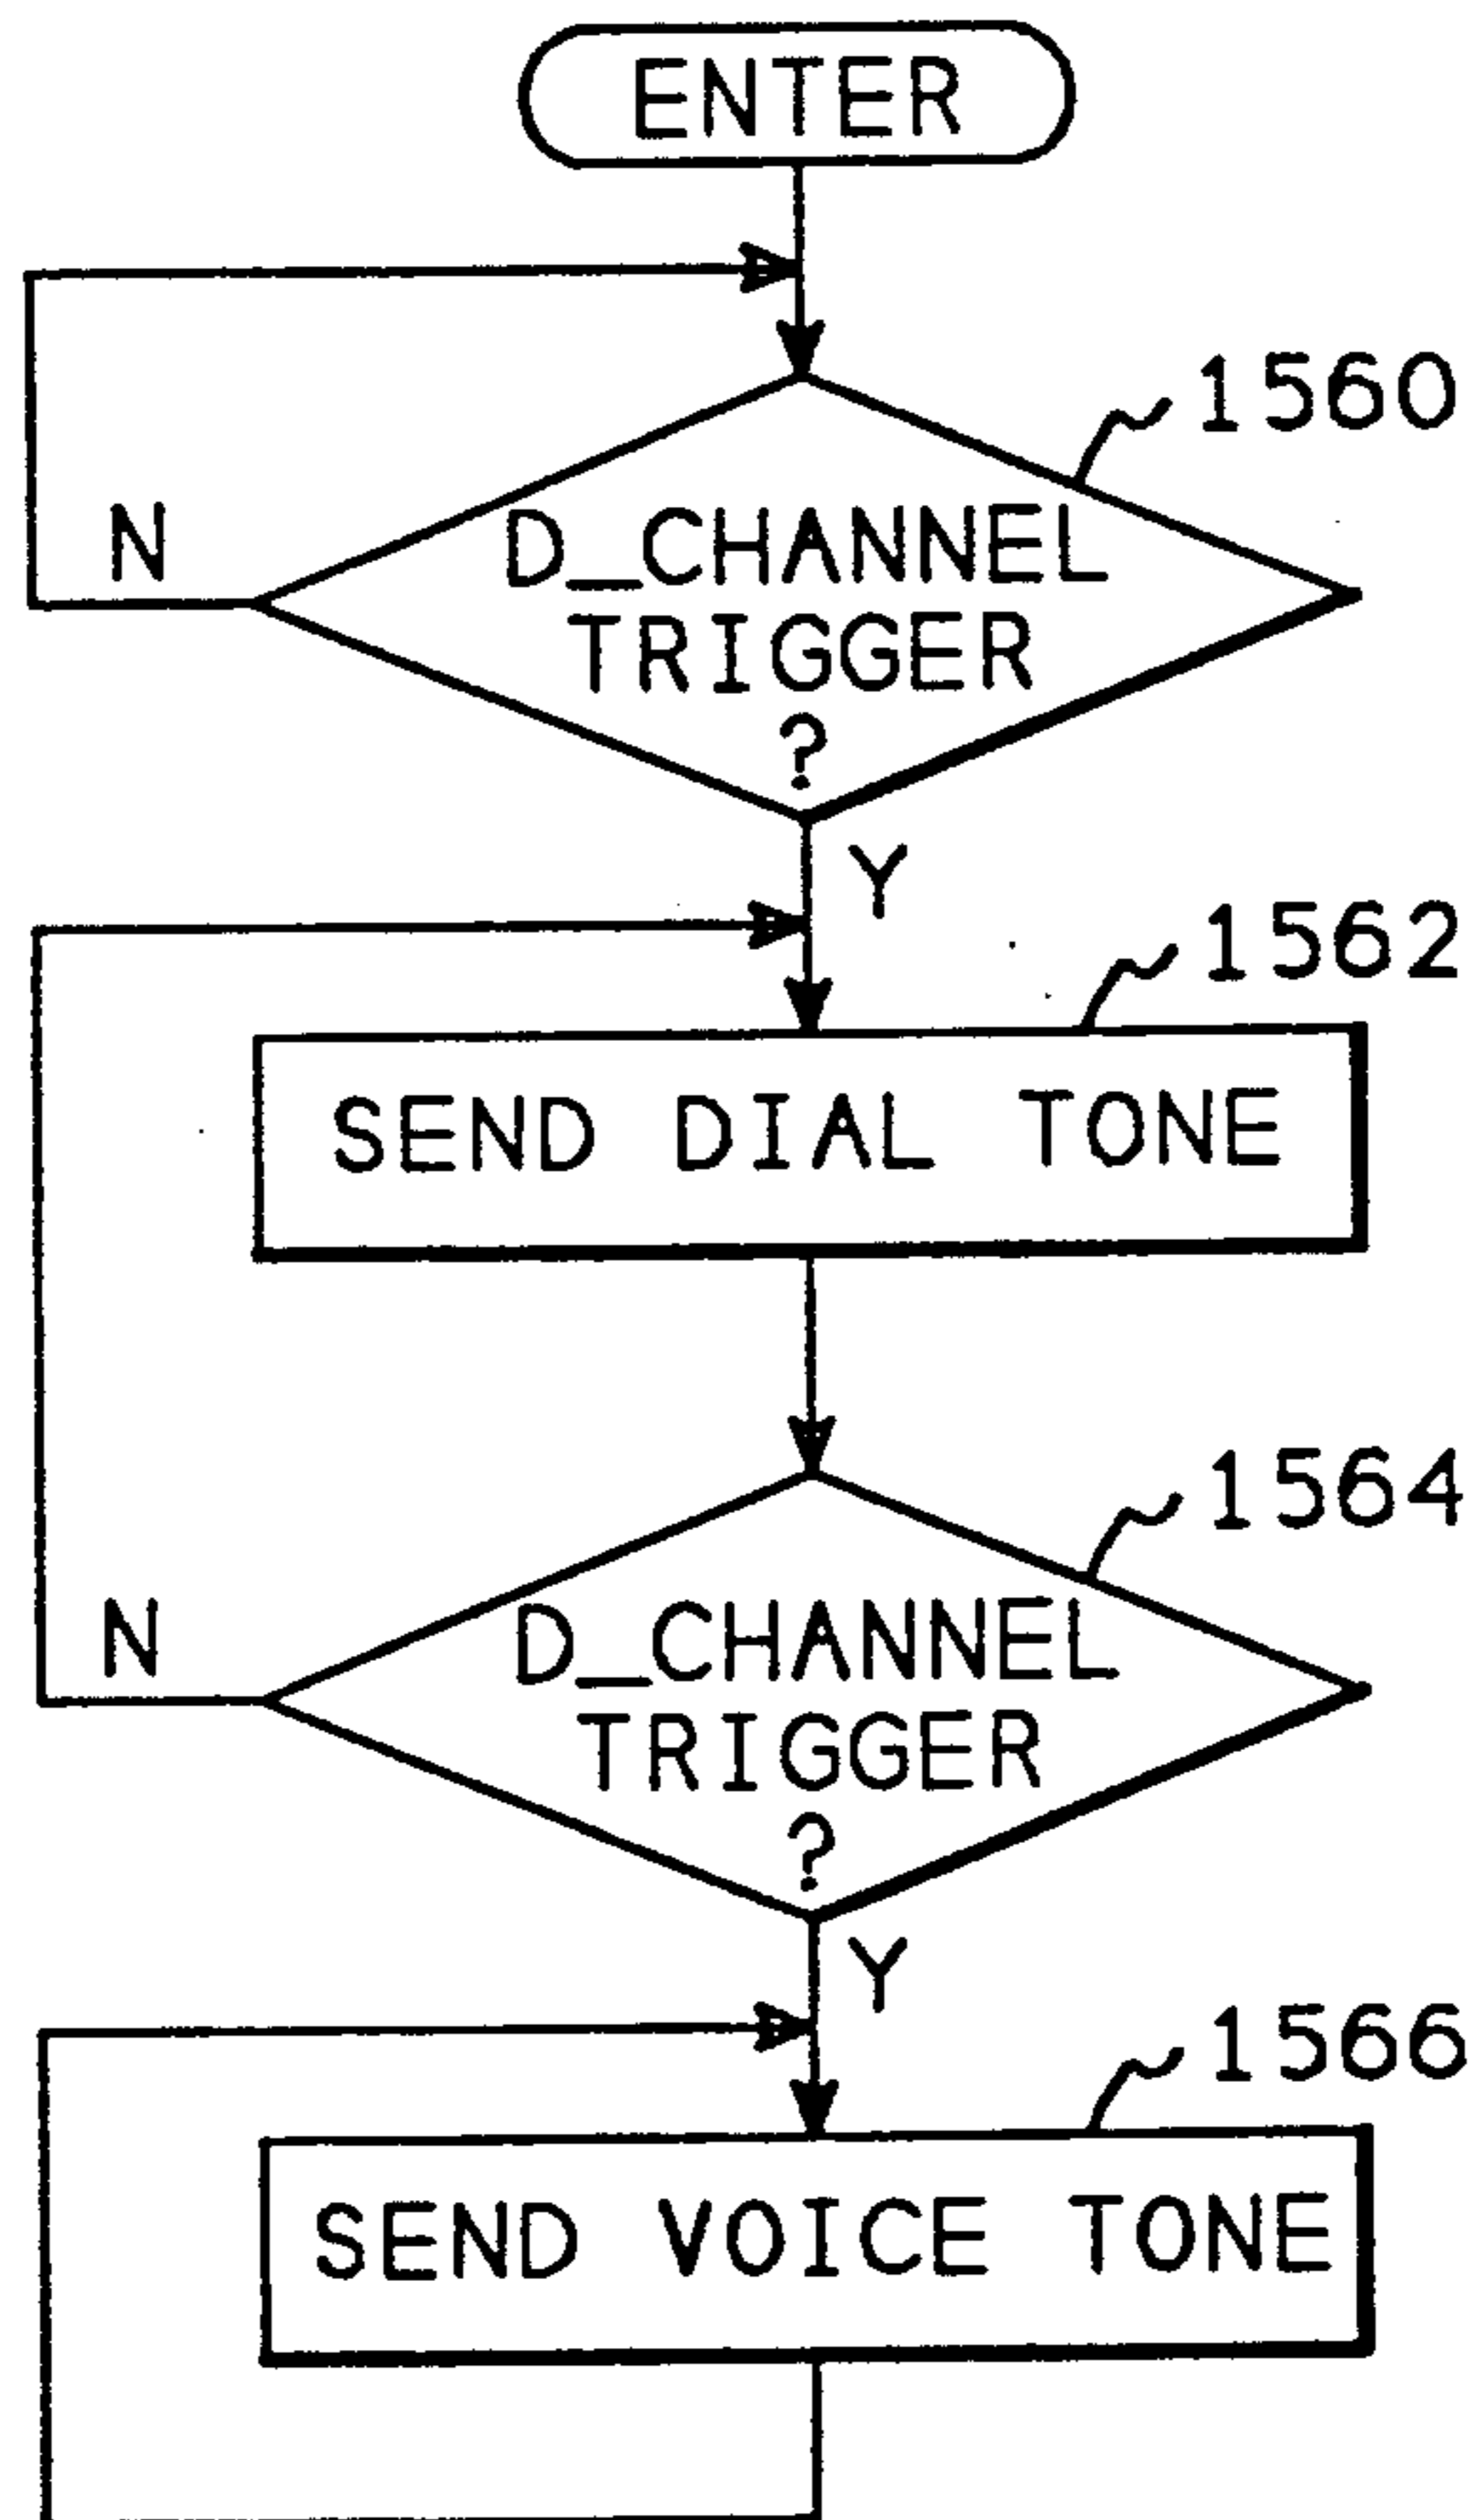 ENTER
1560
N
D_CHANNEL
TRIGGER
?
Y
1562
SEND DIAL TONE
1564
N
D_CHANNEL
TRIGGER
?
Y
1566
SEND VOICE TONE